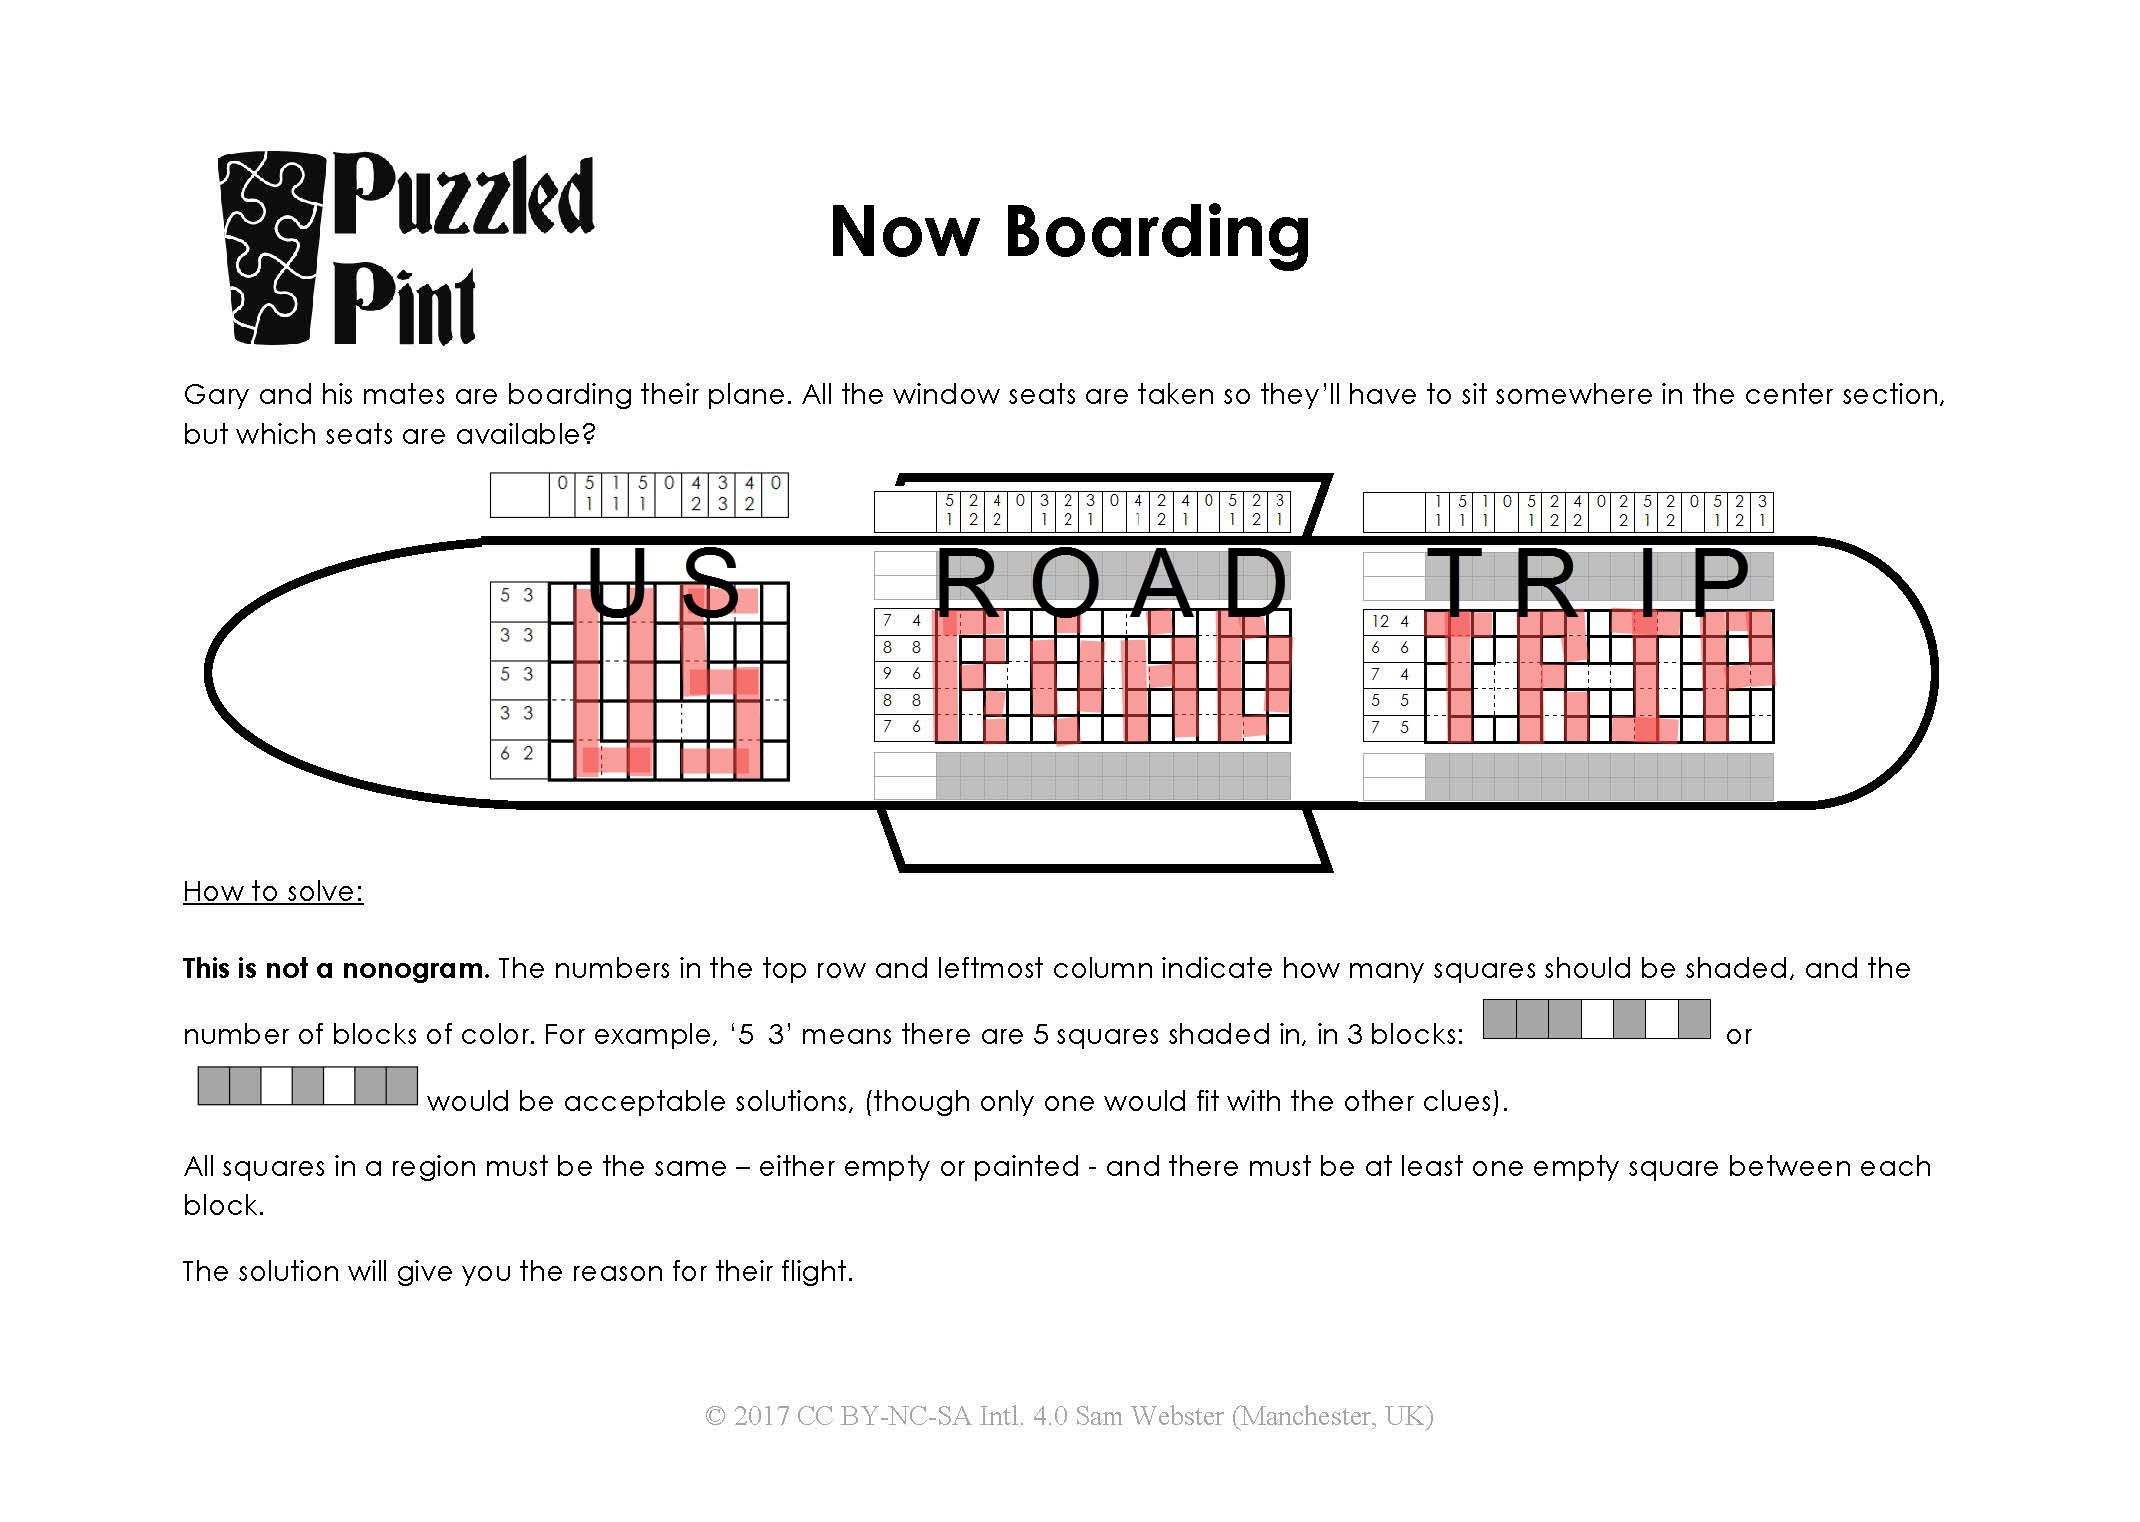 Puzzled
Pint
Now Boarding
Gary and his mates are boarding their plane. All the window seats are taken so they'll have to sit somewhere in the center section,
but which seats are available?
0 5 1 5 0 4 3 4 0
1 1 1 2 3 2
5 2 4 0 3 2 3 0 4 2 4 0 5 2 3
1 2 2 1 2 1 1 2 1 1 2 1
1 5 1 0 5 2 4 0 2 5 2 0 5 2 3
1 1 1 1 2 2 2 1 2 1 2 1
US ROAD TRIP
5 3
3 3
5 3
3 3
6 2
7 4
8 8
9 6
8 8
7 6
12 4
6 6
7 4
5 5
7 5
How to solve:
This is not a nonogram. The numbers in the top row and leftmost column indicate how many squares should be shaded, and the
number of blocks of color. For example, ‘5 3’ means there are 5 squares shaded in, in 3 blocks: or
would be acceptable solutions, (though only one would fit with the other clues).
All squares in a region must be the same – either empty or painted - and there must be at least one empty square between each
block.
The solution will give you the reason for their flight.
© 2017 CC BY-NC-SA Intl. 4.0 Sam Webster (Manchester, UK)